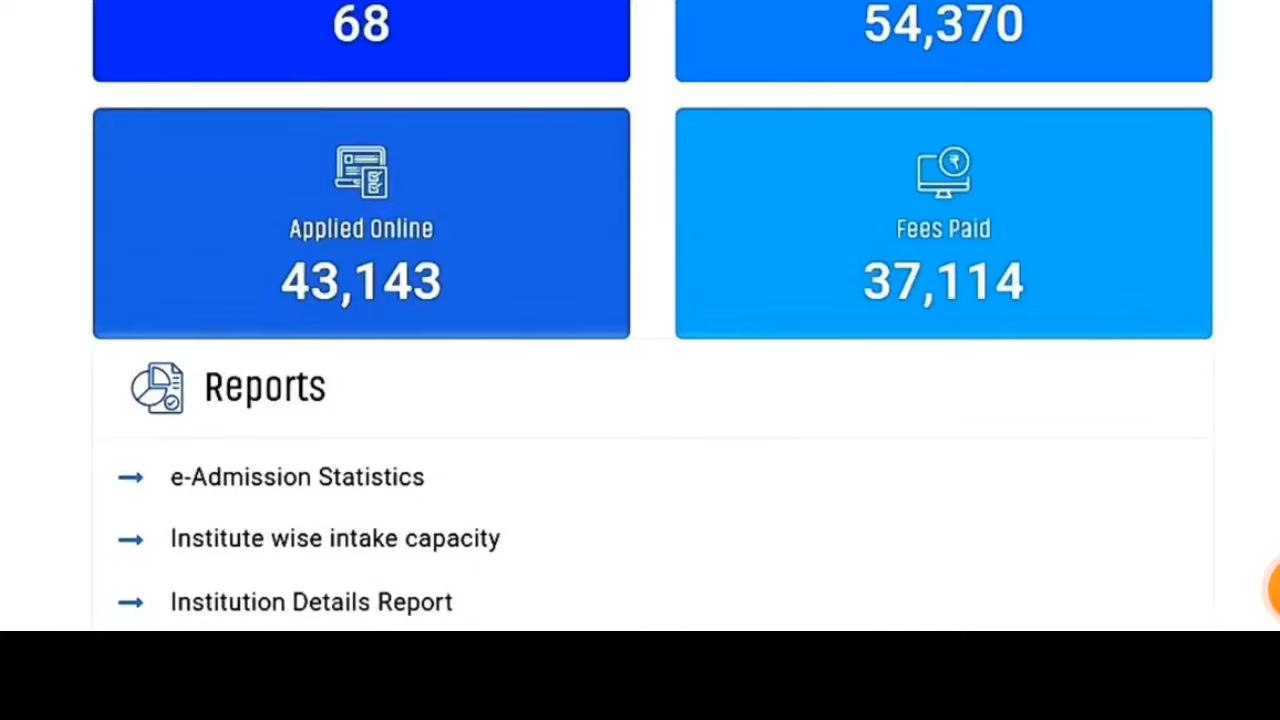 68
54,370
Applied Online
43,143
₹
Fees Paid
37,114
Reports
e-Admission Statistics
Institute wise intake capacity
Institution Details Report